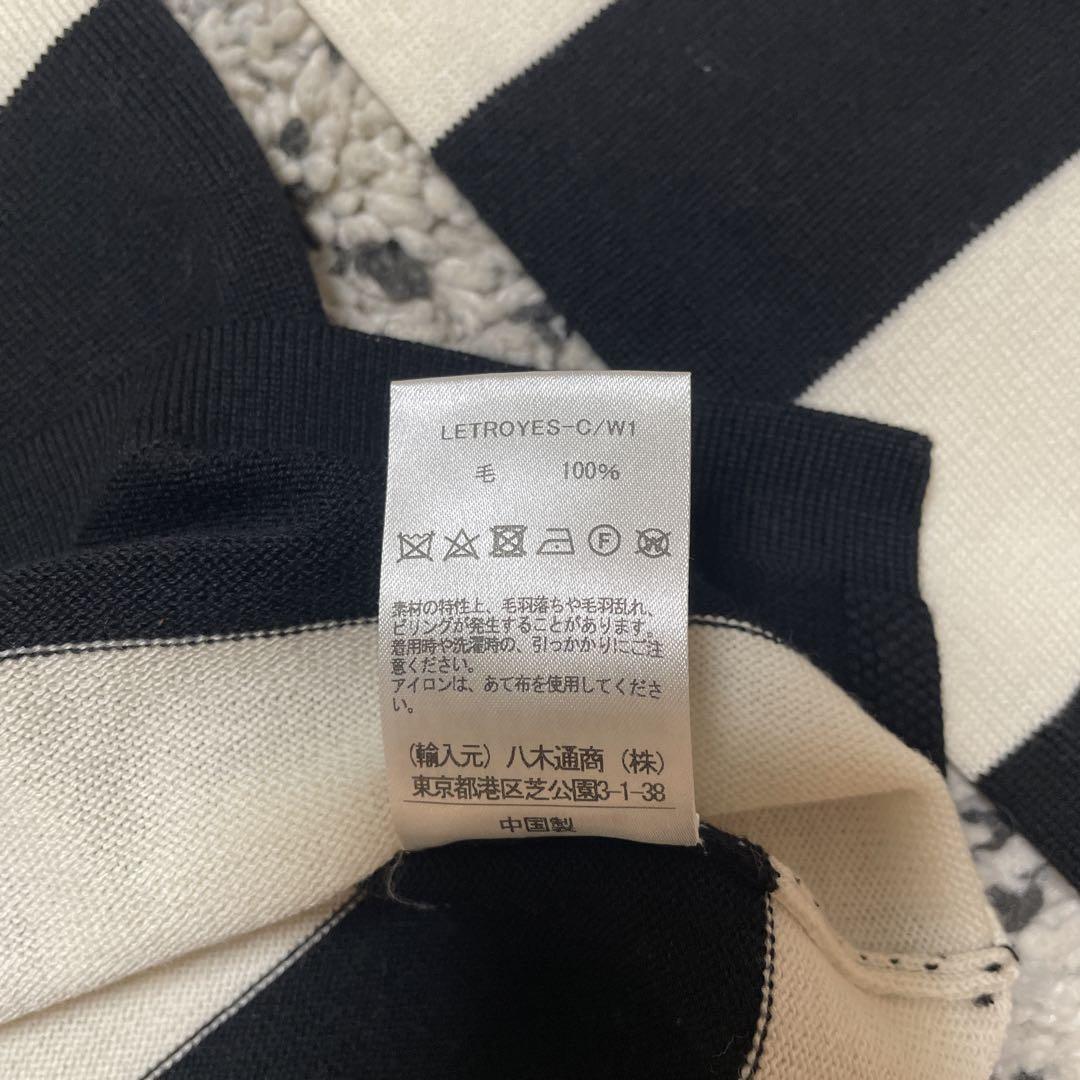 LETROYES-C/W1
毛 100%
F
W
素材の特性上、毛羽落ちや毛羽乱れ、
ピリングが発生することがあります。
着用時や洗濯時の、引っかかりにご注
意ください。
アイロンは、あて布を使用してくださ
い。
(輸入元) 八木通商 (株)
東京都港区芝公園3-1-38
中国製